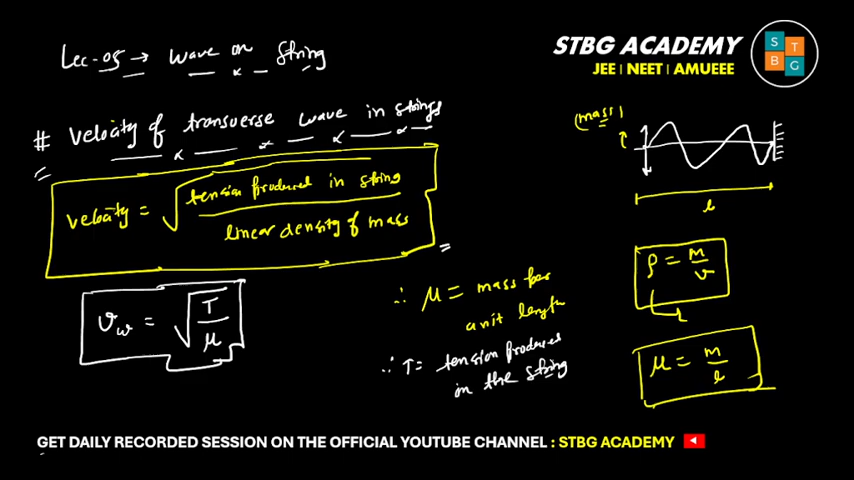 Lec-05 → Wave on String
STBG ACADEMY
JEE | NEET | AMUEEE
S T
B G
# Velocity of transverse wave in strings
(mass)
velocity = √(tension produced in string / linear density of mass)
l
ρ = m/v
∴ μ = mass per
unit length
v_w = √(T/μ)
∴ T = tension produced
in the string
μ = m/l
GET DAILY RECORDED SESSION ON THE OFFICIAL YOUTUBE CHANNEL : STBG ACADEMY